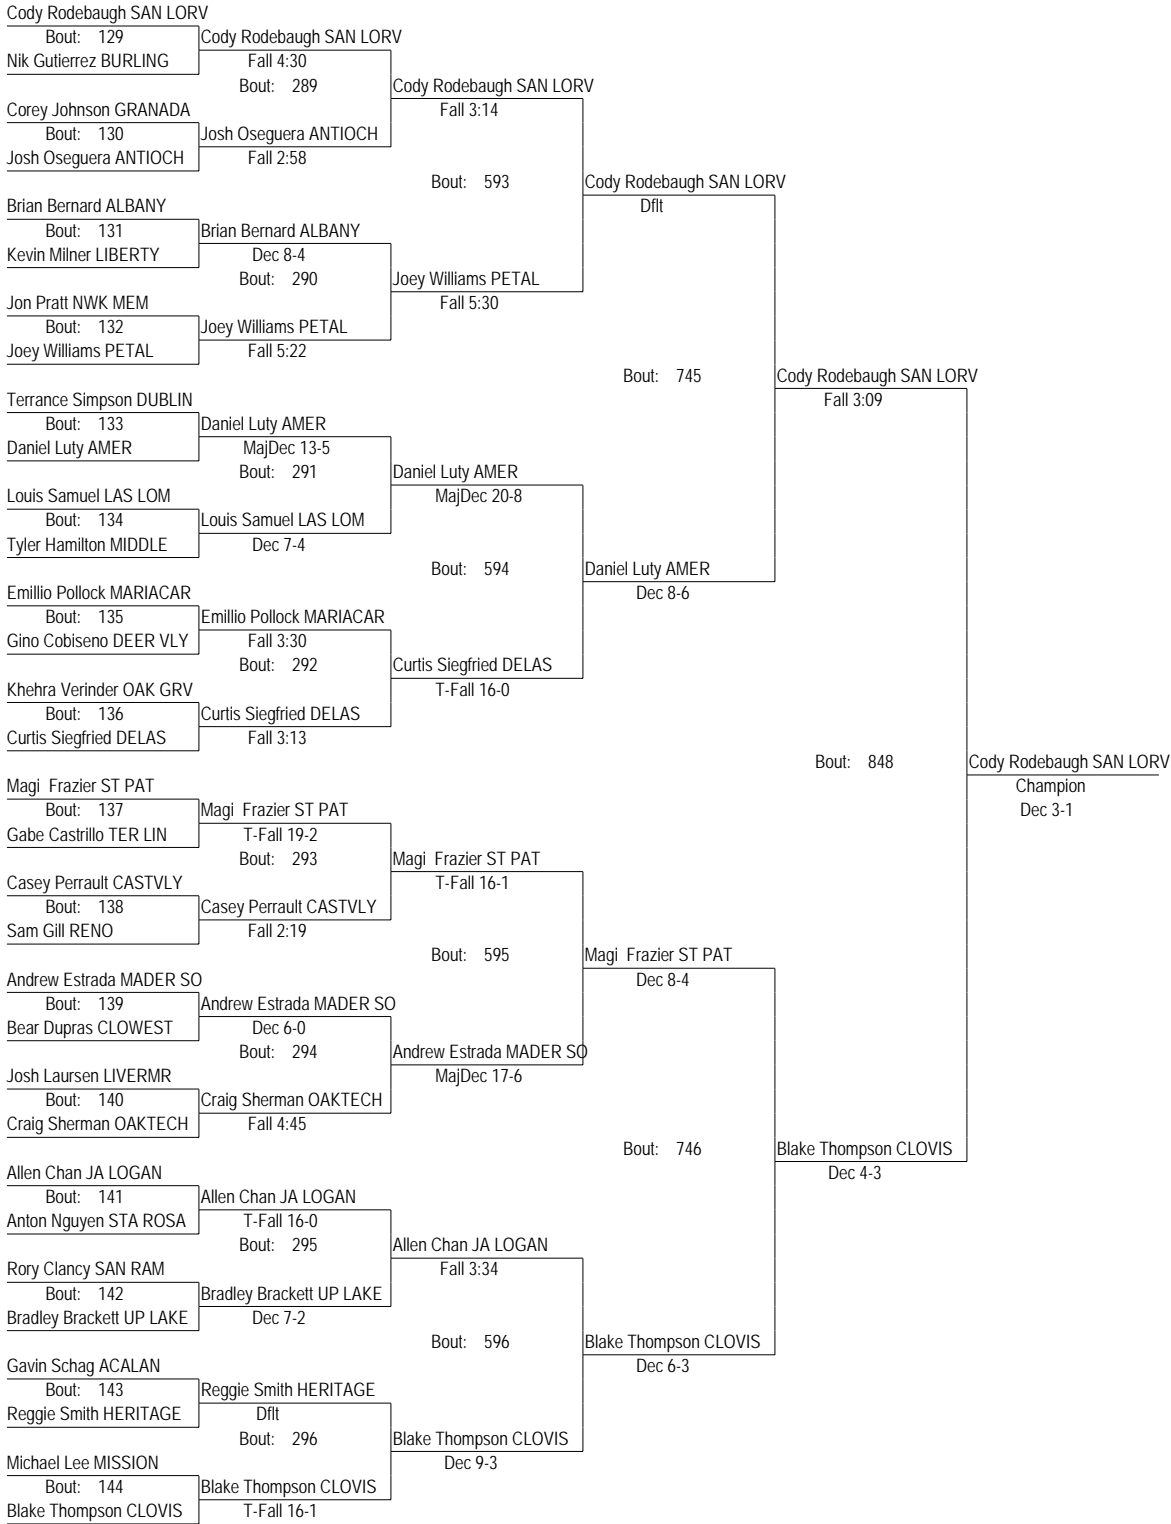 Cody Rodebaugh SAN LORV
Bout: 129
Cody Rodebaugh SAN LORV
Nik Gutierrez BURLING
Fall 4:30
Bout: 289
Cody Rodebaugh SAN LORV
Corey Johnson GRANADA
Fall 3:14
Bout: 130
Josh Oseguera ANTIOCH
Josh Oseguera ANTIOCH
Fall 2:58
Bout: 593
Cody Rodebaugh SAN LORV
Brian Bernard ALBANY
Dflt
Bout: 131
Brian Bernard ALBANY
Kevin Milner LIBERTY
Dec 8-4
Bout: 290
Joey Williams PETAL
Jon Pratt NWK MEM
Fall 5:30
Bout: 132
Joey Williams PETAL
Joey Williams PETAL
Fall 5:22
Bout: 745
Cody Rodebaugh SAN LORV
Terrance Simpson DUBLIN
Fall 3:09
Bout: 133
Daniel Luty AMER
Daniel Luty AMER
MajDec 13-5
Bout: 291
Daniel Luty AMER
Louis Samuel LAS LOM
MajDec 20-8
Bout: 134
Louis Samuel LAS LOM
Tyler Hamilton MIDDLE
Dec 7-4
Bout: 594
Daniel Luty AMER
Emillio Pollock MARIACAR
Dec 8-6
Bout: 135
Emillio Pollock MARIACAR
Gino Cobiseno DEER VLY
Fall 3:30
Bout: 292
Curtis Siegfried DELAS
Khehra Verinder OAK GRV
T-Fall 16-0
Bout: 136
Curtis Siegfried DELAS
Curtis Siegfried DELAS
Fall 3:13
Bout: 848
Cody Rodebaugh SAN LORV
Magi Frazier ST PAT
Champion
Bout: 137
Magi Frazier ST PAT
Dec 3-1
Gabe Castrillo TER LIN
T-Fall 19-2
Bout: 293
Magi Frazier ST PAT
Casey Perrault CASTVLY
T-Fall 16-1
Bout: 138
Casey Perrault CASTVLY
Sam Gill RENO
Fall 2:19
Bout: 595
Magi Frazier ST PAT
Andrew Estrada MADER SO
Dec 8-4
Bout: 139
Andrew Estrada MADER SO
Bear Dupras CLOWEST
Dec 6-0
Bout: 294
Andrew Estrada MADER SO
Josh Laursen LIVERMR
MajDec 17-6
Bout: 140
Craig Sherman OAKTECH
Craig Sherman OAKTECH
Fall 4:45
Bout: 746
Blake Thompson CLOVIS
Allen Chan JA LOGAN
Dec 4-3
Bout: 141
Allen Chan JA LOGAN
Anton Nguyen STA ROSA
T-Fall 16-0
Bout: 295
Allen Chan JA LOGAN
Rory Clancy SAN RAM
Fall 3:34
Bout: 142
Bradley Brackett UP LAKE
Bradley Brackett UP LAKE
Dec 7-2
Bout: 596
Blake Thompson CLOVIS
Gavin Schag ACALAN
Dec 6-3
Bout: 143
Reggie Smith HERITAGE
Reggie Smith HERITAGE
Dflt
Bout: 296
Blake Thompson CLOVIS
Michael Lee MISSION
Dec 9-3
Bout: 144
Blake Thompson CLOVIS
Blake Thompson CLOVIS
T-Fall 16-1